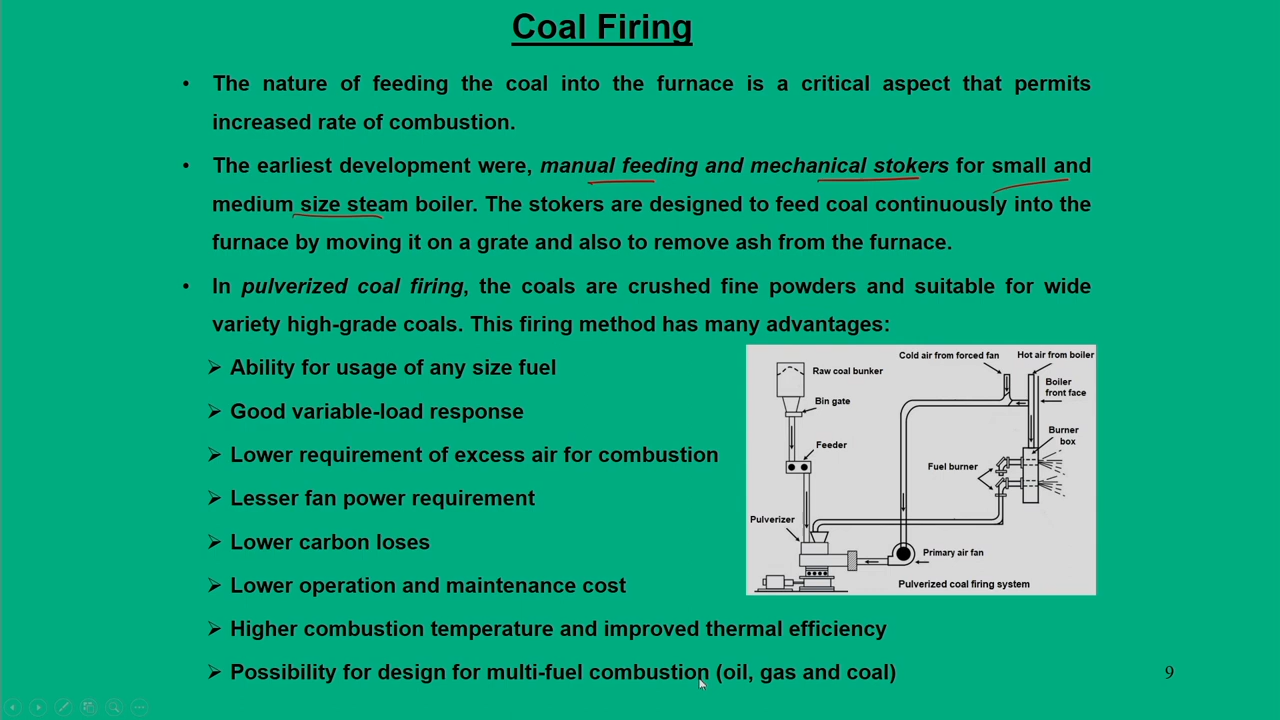 Coal Firing
• The nature of feeding the coal into the furnace is a critical aspect that permits
increased rate of combustion.
• The earliest development were, manual feeding and mechanical stokers for small and
medium size steam boiler. The stokers are designed to feed coal continuously into the
furnace by moving it on a grate and also to remove ash from the furnace.
• In pulverized coal firing, the coals are crushed fine powders and suitable for wide
variety high-grade coals. This firing method has many advantages:
➢ Ability for usage of any size fuel
➢ Good variable-load response
➢ Lower requirement of excess air for combustion
➢ Lesser fan power requirement
➢ Lower carbon loses
➢ Lower operation and maintenance cost
➢ Higher combustion temperature and improved thermal efficiency
➢ Possibility for design for multi-fuel combustion (oil, gas and coal)
Cold air from forced fan
Hot air from boiler
Raw coal bunker
Boiler
front face
Bin gate
Burner
box
Feeder
Fuel burner
Pulverizer
Primary air fan
Pulverized coal firing system
9